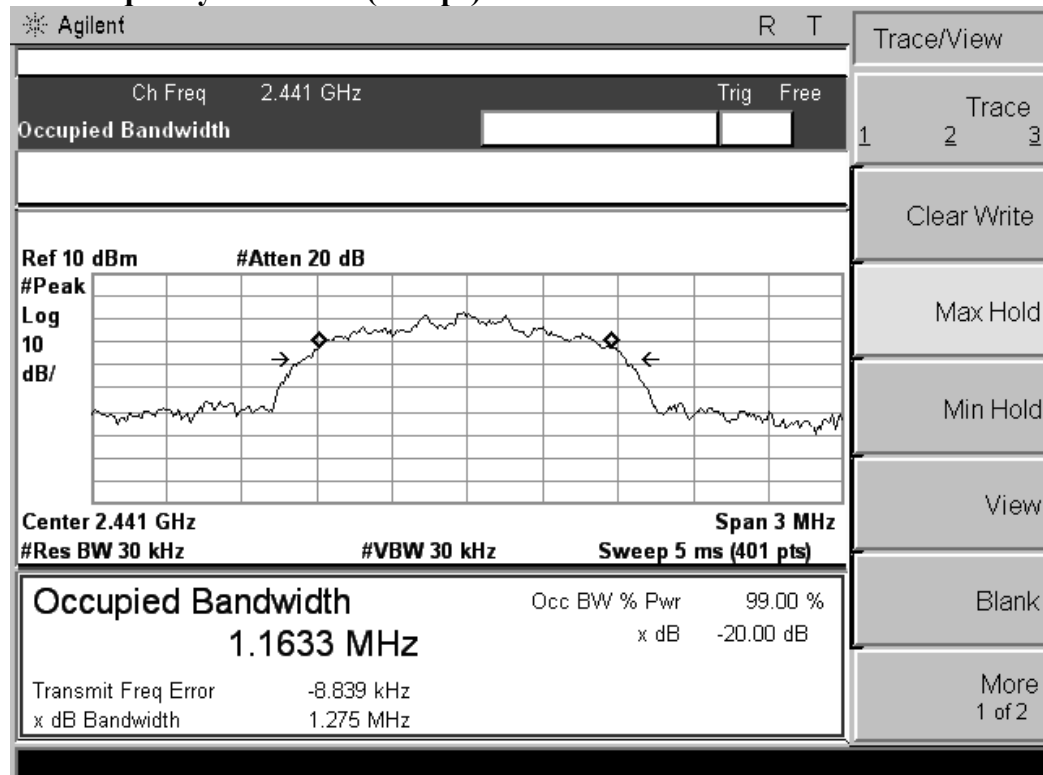 Agilent R T
Trace/View
Ch Freq 2.441 GHz Trig Free
Occupied Bandwidth
Trace
1 2 3
Clear Write
Ref 10 dBm #Atten 20 dB
#Peak
Log
10
dB/
Max Hold
Min Hold
Center 2.441 GHz Span 3 MHz
#Res BW 30 kHz #VBW 30 kHz Sweep 5 ms (401 pts)
View
Occupied Bandwidth
1.1633 MHz
Occ BW % Pwr 99.00 %
x dB -20.00 dB
Transmit Freq Error -8.839 kHz
x dB Bandwidth 1.275 MHz
Blank
More
1 of 2